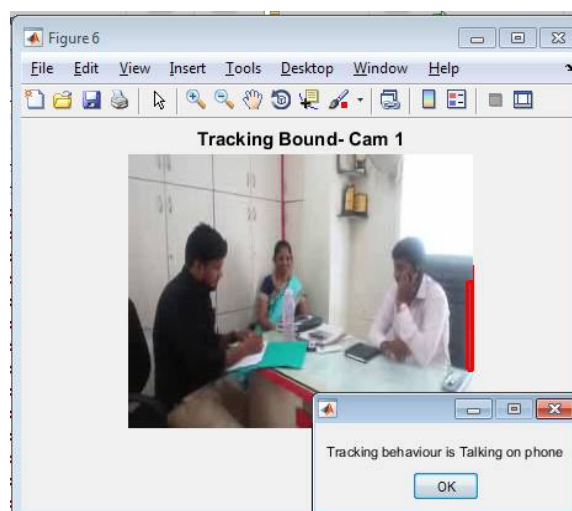 Figure 6
File Edit View Insert Tools Desktop Window Help
Tracking Bound- Cam 1
Tracking behaviour is Talking on phone
OK